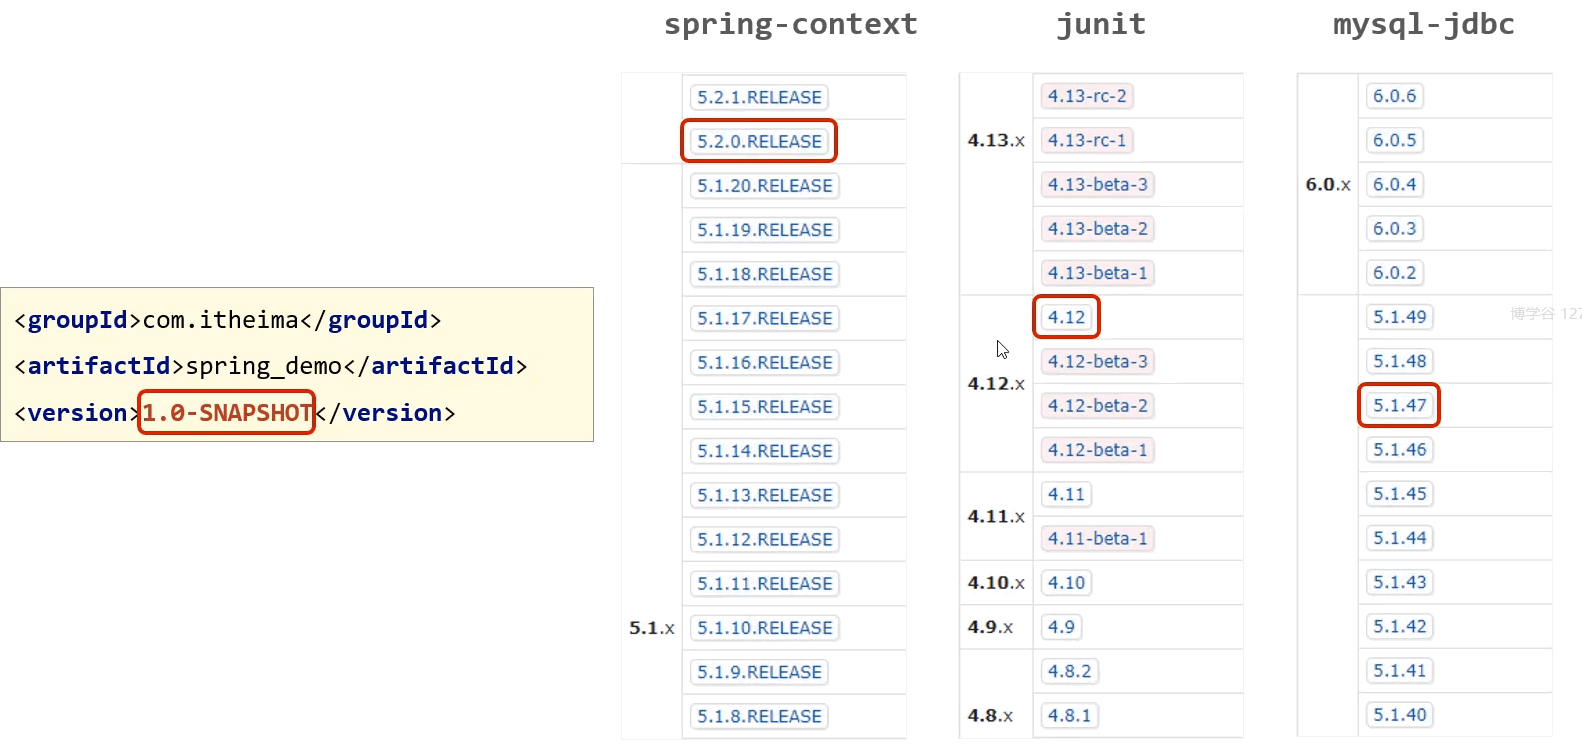 spring-context
junit
mysql-jdbc
<groupId>com.itheima</groupId>
<artifactId>spring_demo</artifactId>
<version>1.0-SNAPSHOT</version>
5.2.1.RELEASE
5.2.0.RELEASE
5.1.20.RELEASE
5.1.19.RELEASE
5.1.18.RELEASE
5.1.17.RELEASE
5.1.16.RELEASE
5.1.15.RELEASE
5.1.14.RELEASE
5.1.13.RELEASE
5.1.12.RELEASE
5.1.11.RELEASE
5.1.x
5.1.10.RELEASE
5.1.9.RELEASE
5.1.8.RELEASE
4.13.x
4.13-rc-2
4.13-rc-1
4.13-beta-3
4.13-beta-2
4.13-beta-1
4.12.x
4.12
4.12-beta-3
4.12-beta-2
4.12-beta-1
4.11.x
4.11
4.11-beta-1
4.10.x
4.10
4.9.x
4.9
4.8.x
4.8.2
4.8.1
6.0.x
6.0.6
6.0.5
6.0.4
6.0.3
6.0.2
5.1.49
5.1.48
5.1.47
5.1.46
5.1.45
5.1.44
5.1.43
5.1.42
5.1.41
5.1.40
博学谷 127